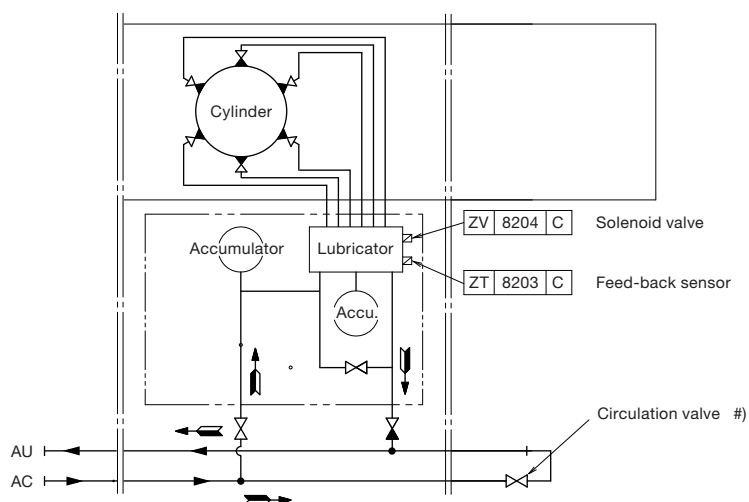 Cylinder
ZV 8204 C Solenoid valve
Accumulator Lubricator
ZT 8203 C Feed-back sensor
Accu.
Circulation valve #)
AU
AC